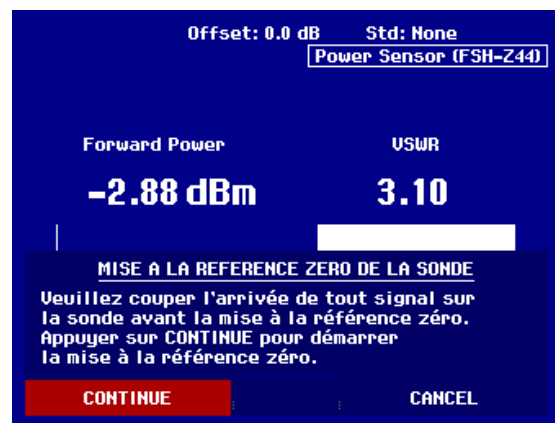 Offset: 0.0 dB Std: None
Power Sensor (FSH-Z44)
Forward Power VSWR
-2.88 dBm 3.10
MISE A LA REFERENCE ZERO DE LA SONDE
Veuillez couper l'arrivée de tout signal sur
la sonde avant la mise à la référence zéro.
Appuyer sur CONTINUE pour démarrer
la mise à la référence zéro.
CONTINUE CANCEL